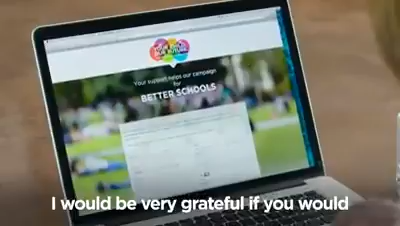 Your support helps our campaign
for
BETTER SCHOOLS
I would be very grateful if you would